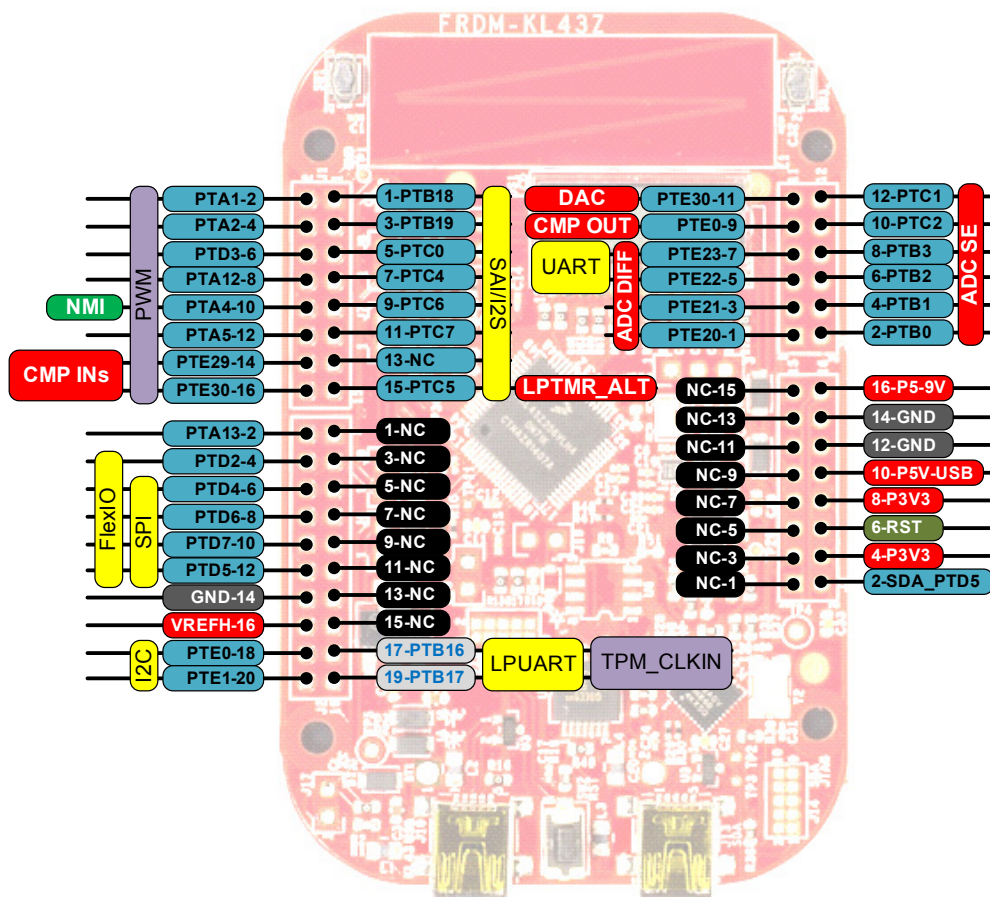 FRDM-KL43Z
PTA1-2
1-PTB18
DAC
PTE30-11
12-PTC1
PTA2-4
3-PTB19
CMP OUT
PTE0-9
10-PTC2
PTD3-6
5-PTC0
UART
PTE23-7
8-PTB3
PTA12-8
7-PTC4
PTE22-5
6-PTB2
NMI
PTA4-10
9-PTC6
PTE21-3
4-PTB1
PTA5-12
11-PTC7
PTE20-1
2-PTB0
PWM
SAI/I2S
ADC DIFF
ADC SE
CMP INs
PTE29-14
13-NC
PTE30-16
15-PTC5
LPTMR_ALT
NC-15
16-P5-9V
NC-13
14-GND
PTA13-2
1-NC
NC-11
12-GND
PTD2-4
3-NC
NC-9
10-P5V-USB
PTD4-6
5-NC
NC-7
8-P3V3
PTD6-8
7-NC
NC-5
6-RST
PTD7-10
9-NC
NC-3
4-P3V3
PTD5-12
11-NC
NC-1
2-SDA_PTD5
FlexIO
SPI
GND-14
13-NC
VREFH-16
15-NC
PTE0-18
17-PTB16
PTE1-20
19-PTB17
I2C
LPUART
TPM_CLKIN
J14